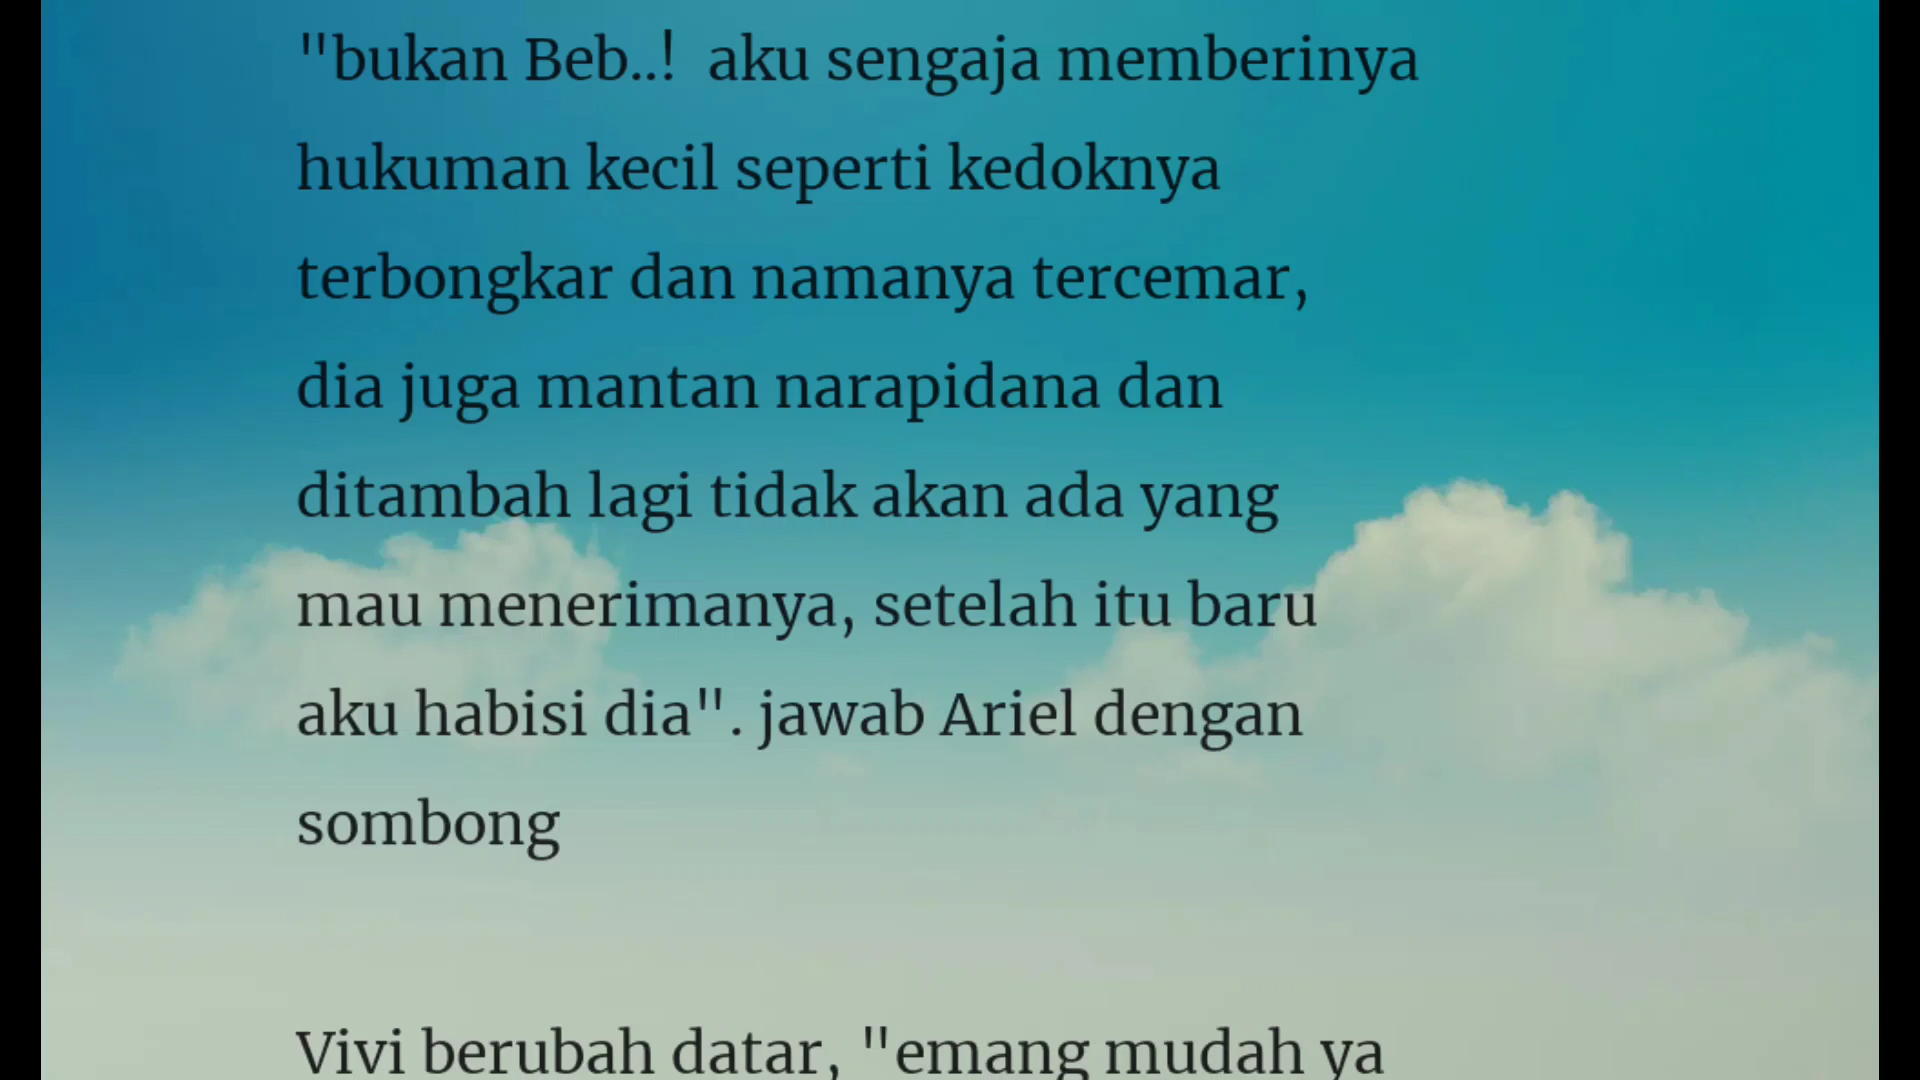 "bukan Beb..!  aku sengaja memberinya
hukuman kecil seperti kedoknya
terbongkar dan namanya tercemar,
dia juga mantan narapidana dan
ditambah lagi tidak akan ada yang
mau menerimanya, setelah itu baru
aku habisi dia". jawab Ariel dengan
sombong
Vivi berubah datar, "emang mudah ya